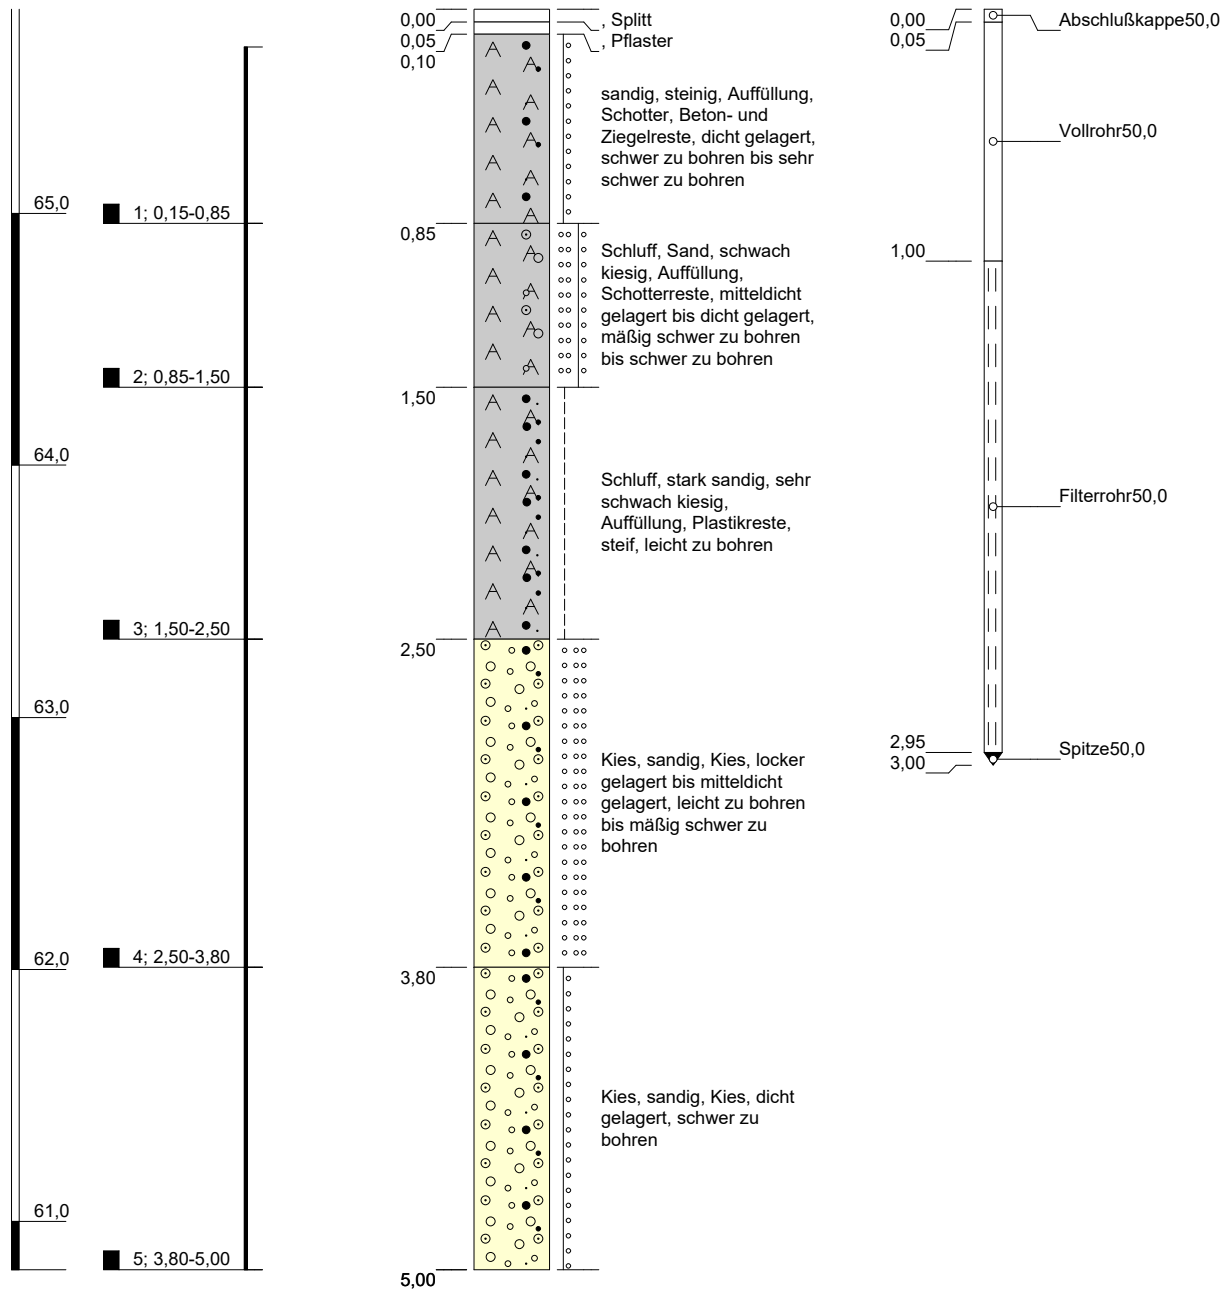 65,0
64,0
63,0
62,0
61,0
1; 0,15-0,85
2; 0,85-1,50
3; 1,50-2,50
4; 2,50-3,80
5; 3,80-5,00
0,00
0,05
0,10
0,85
1,50
2,50
3,80
5,00
, Splitt
, Pflaster
sandig, steinig, Auffüllung,
Schotter, Beton- und
Ziegelreste, dicht gelagert,
schwer zu bohren bis sehr
schwer zu bohren
Schluff, Sand, schwach
kiesig, Auffüllung,
Schotterreste, mitteldicht
gelagert bis dicht gelagert,
mäßig schwer zu bohren
bis schwer zu bohren
Schluff, stark sandig, sehr
schwach kiesig,
Auffüllung, Plastikreste,
steif, leicht zu bohren
Kies, sandig, Kies, locker
gelagert bis mitteldicht
gelagert, leicht zu bohren
bis mäßig schwer zu
bohren
Kies, sandig, Kies, dicht
gelagert, schwer zu
bohren
0,00
0,05
1,00
2,95
3,00
Abschlußkappe50,0
Vollrohr50,0
Filterrohr50,0
Spitze50,0